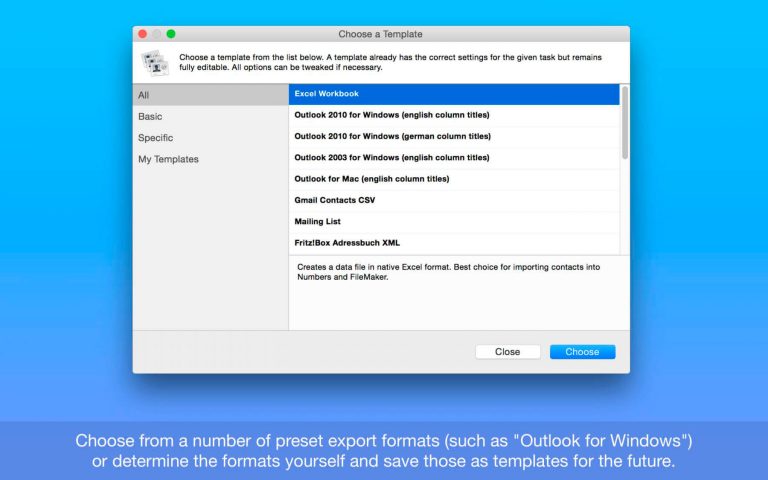 Choose a Template
Choose a template from the list below. A template already has the correct settings for the given task but remains
fully editable. All options can be tweaked if necessary.
All
Basic
Specific
My Templates
Excel Workbook
Outlook 2010 for Windows (english column titles)
Outlook 2010 for Windows (german column titles)
Outlook 2003 for Windows (english column titles)
Outlook for Mac (english column titles)
Gmail Contacts CSV
Mailing List
Fritz!Box Adressbuch XML
Creates a data file in native Excel format. Best choice for importing contacts into
Numbers and FileMaker.
Close
Choose
Choose from a number of preset export formats (such as "Outlook for Windows")
or determine the formats yourself and save those as templates for the future.